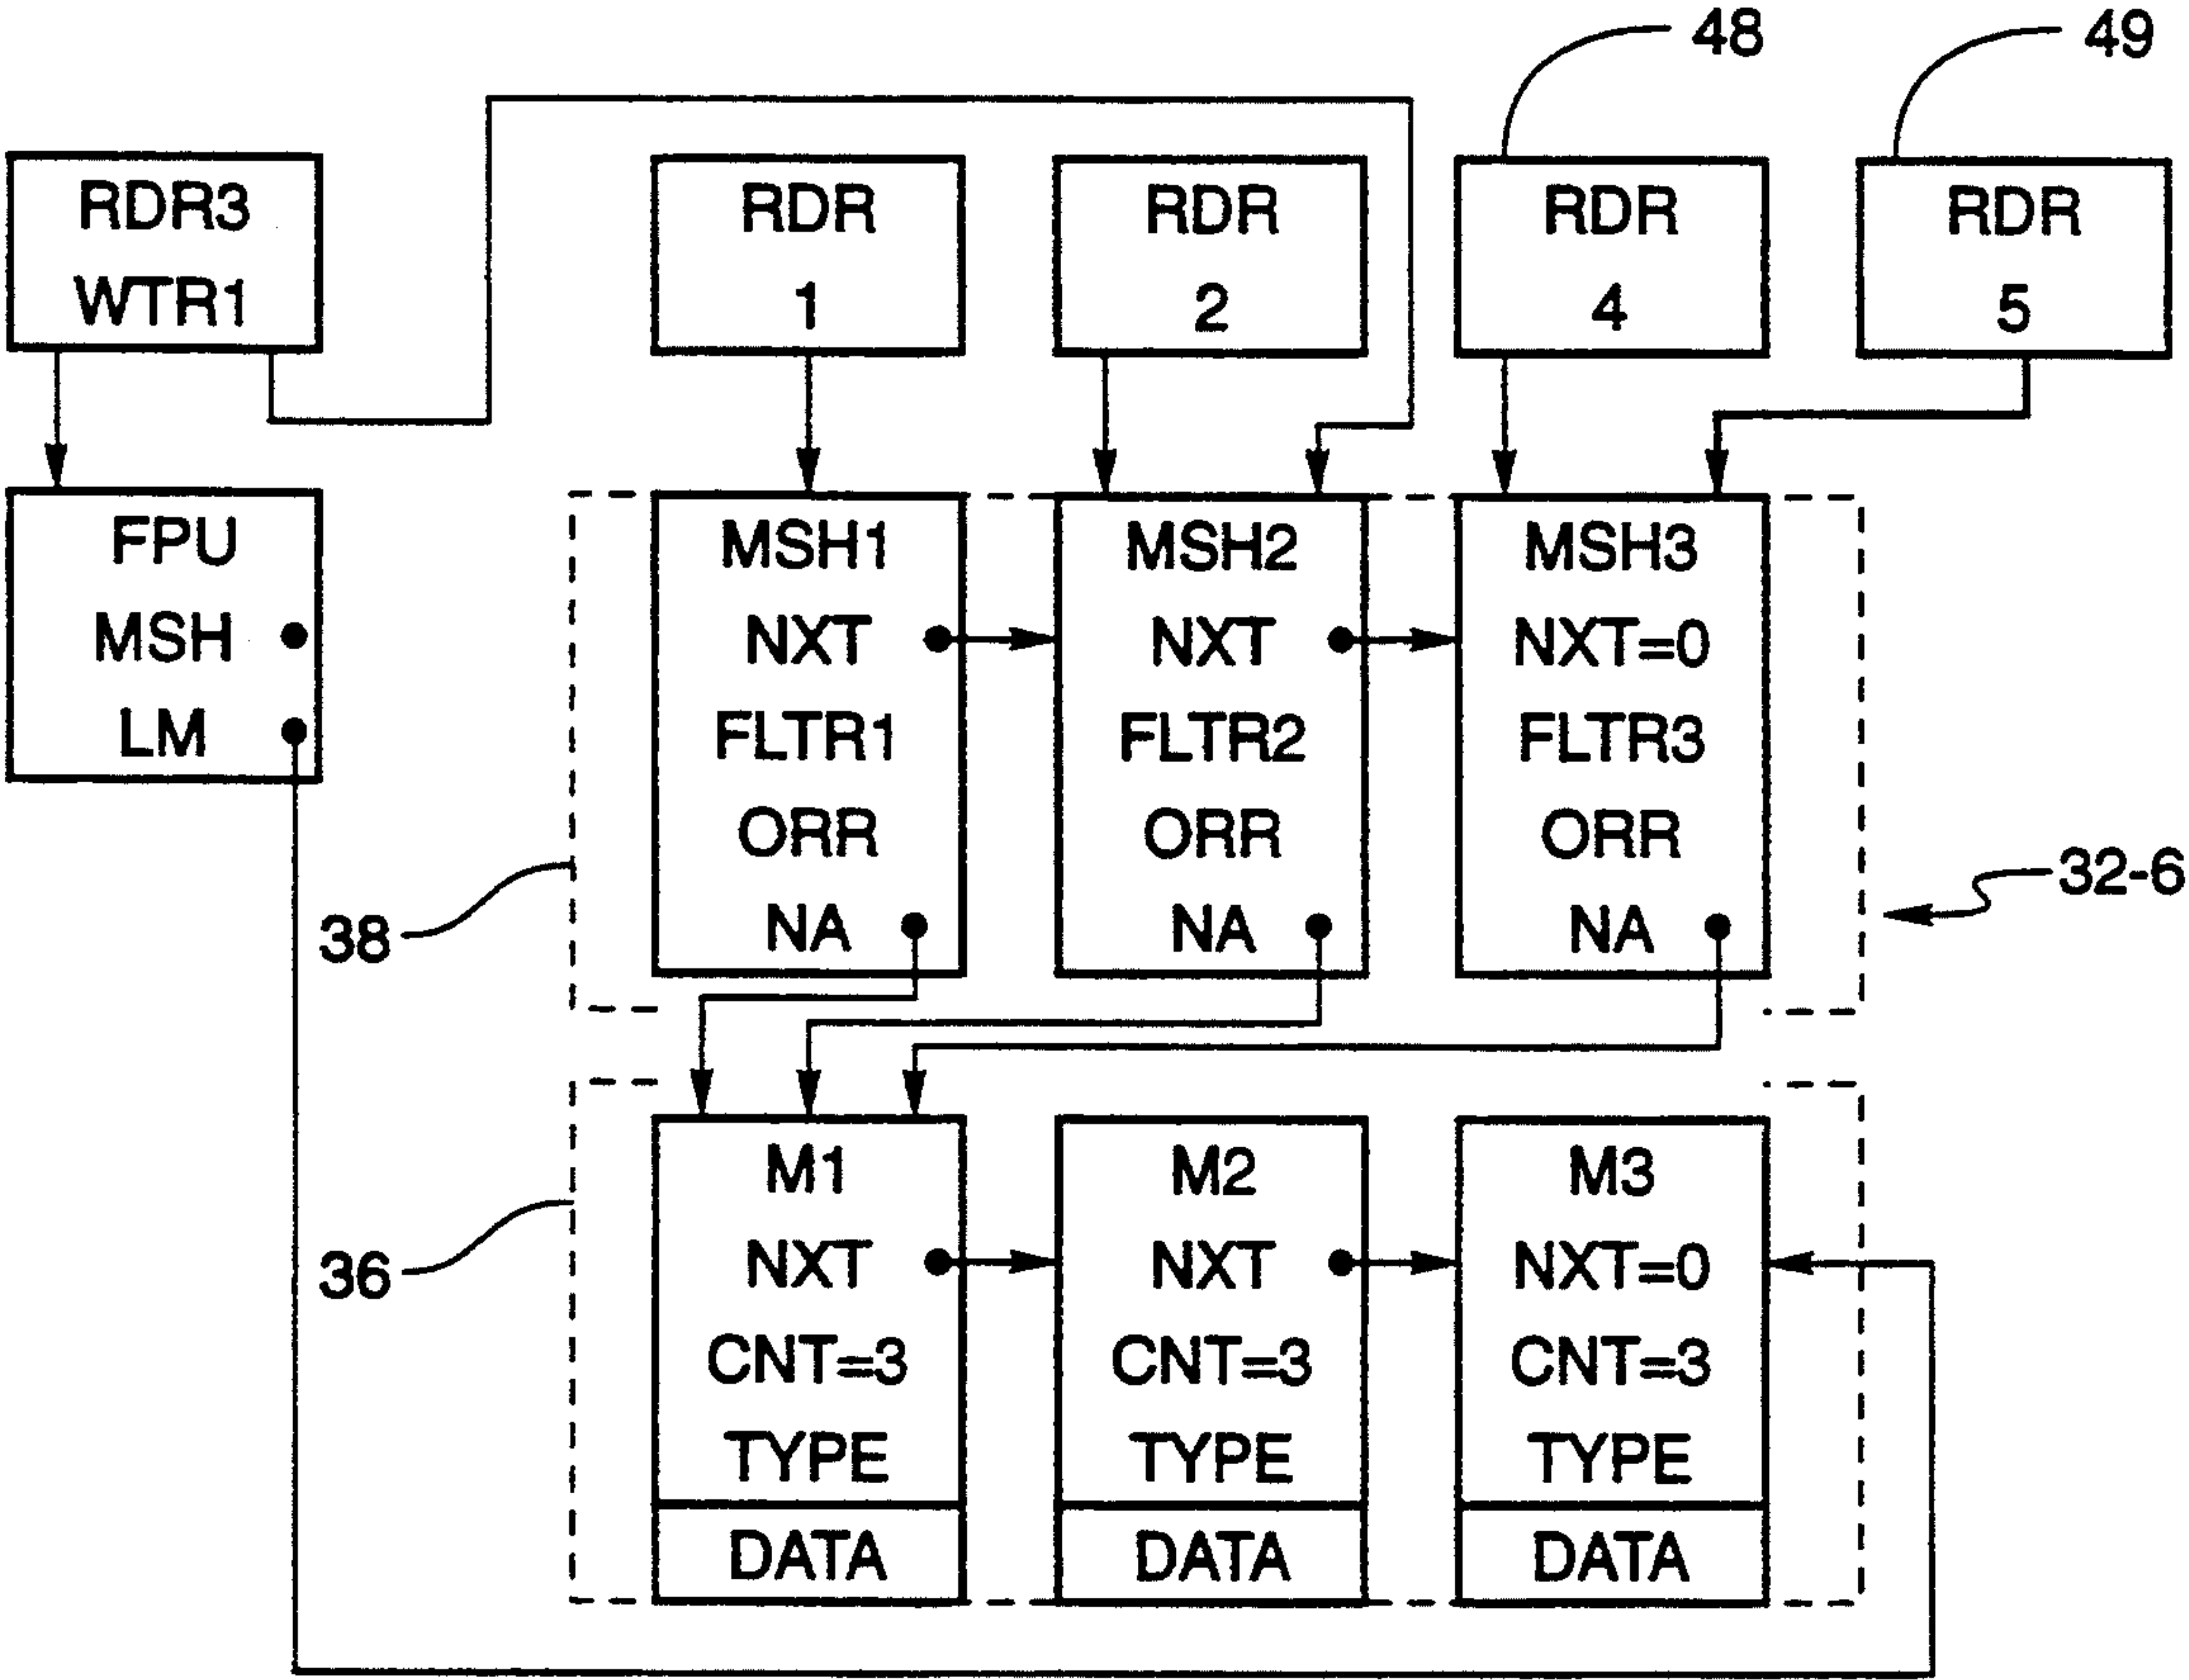 48
49
RDR3
WTR1
RDR
1
RDR
2
RDR
4
RDR
5
FPU
MSH
LM
MSH1
NXT
FLTR1
ORR
NA
MSH2
NXT
FLTR2
ORR
NA
MSH3
NXT=0
FLTR3
ORR
NA
38
32-6
M1
NXT
CNT=3
TYPE
DATA
M2
NXT
CNT=3
TYPE
DATA
M3
NXT=0
CNT=3
TYPE
DATA
36